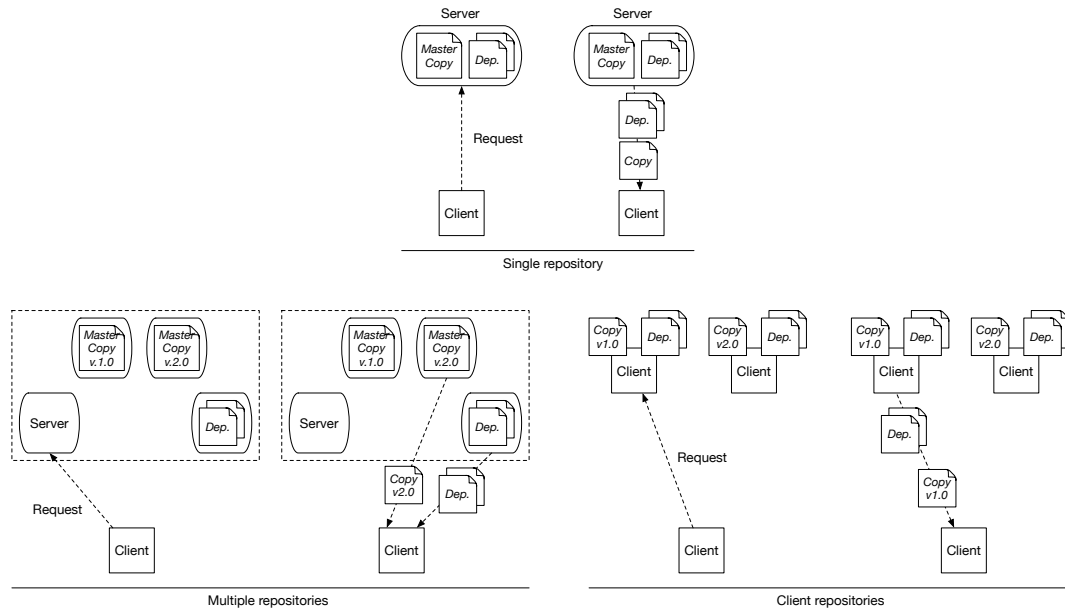 Server
Master
Copy
Dep.
Request
Client
Server
Master
Copy
Dep.
Dep.
Copy
Client
Single repository
Master
Copy
v.1.0
Master
Copy
v.2.0
Server
Dep.
Request
Client
Master
Copy
v.1.0
Master
Copy
v.2.0
Server
Dep.
Copy
v2.0
Dep.
Client
Multiple repositories
Copy
v1.0
Dep.
Client
Copy
v2.0
Dep.
Client
Request
Client
Copy
v1.0
Dep.
Client
Copy
v2.0
Dep.
Client
Dep.
Copy
v1.0
Client
Client repositories